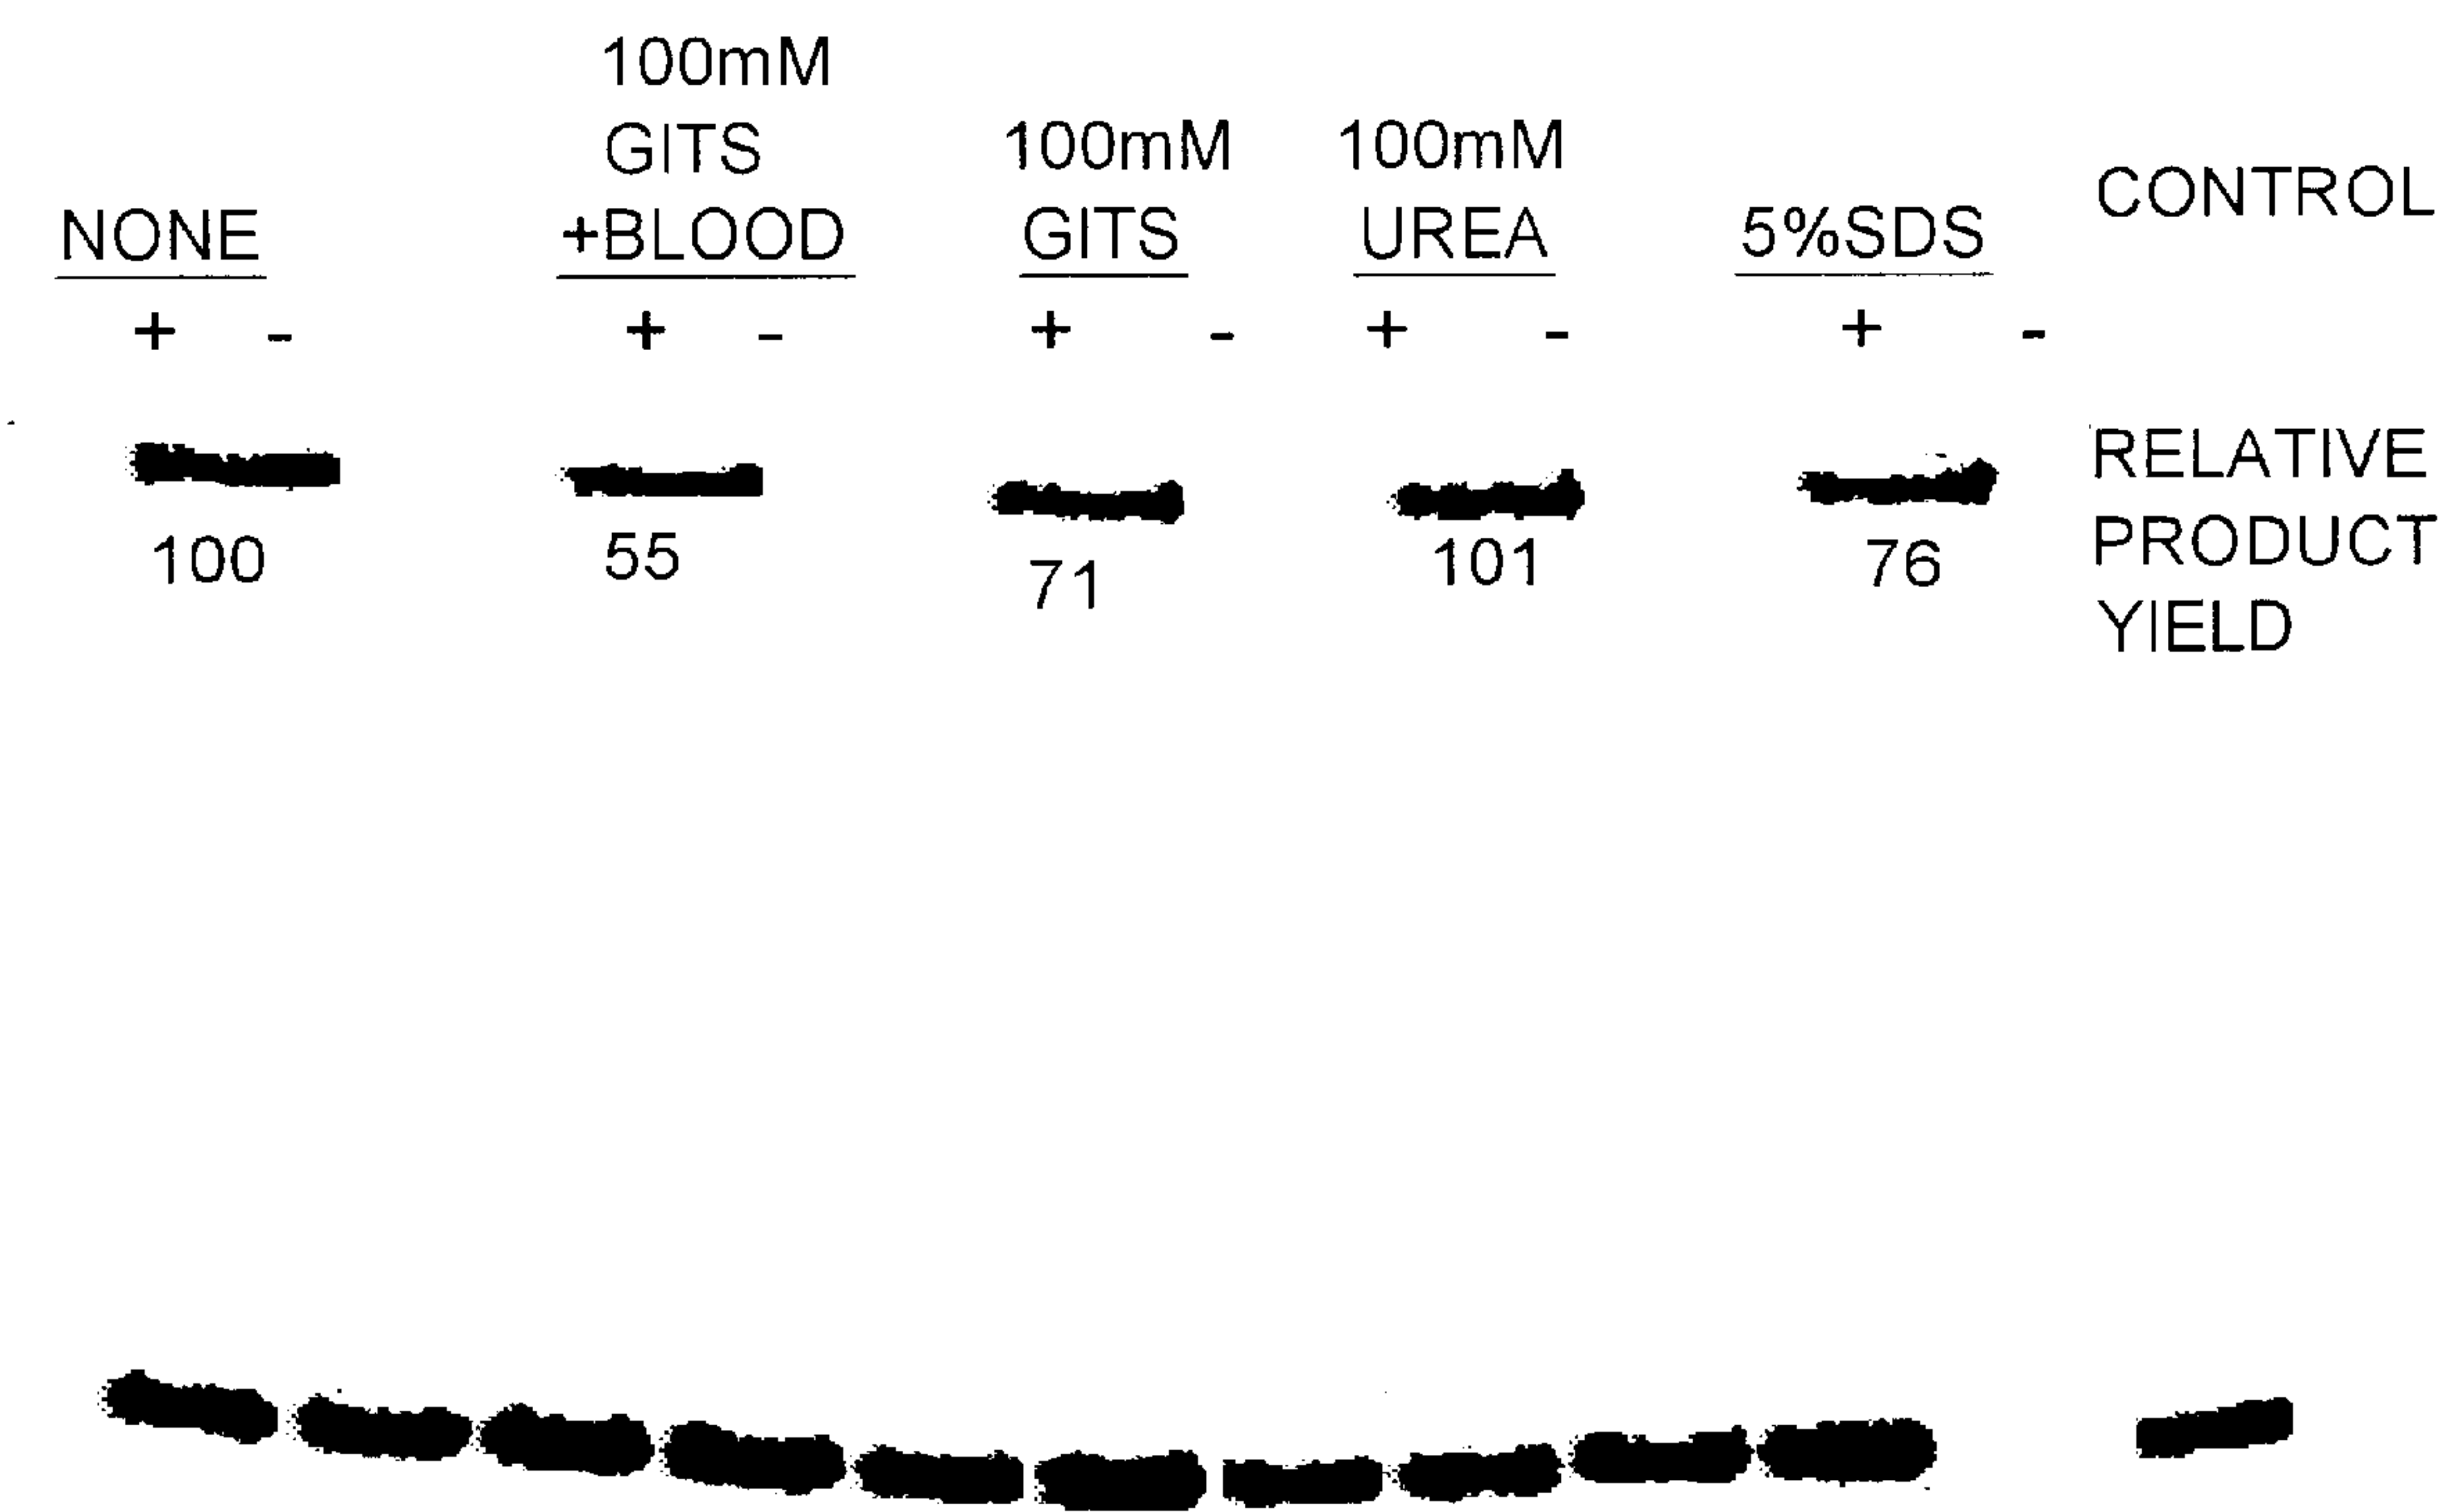 100mM
GITS
+BLOOD
100mM
GITS
100mM
UREA
NONE
5%SDS
CONTROL
+ - + - + - + - + -
100 55 71 101 76
RELATIVE
PRODUCT
YIELD